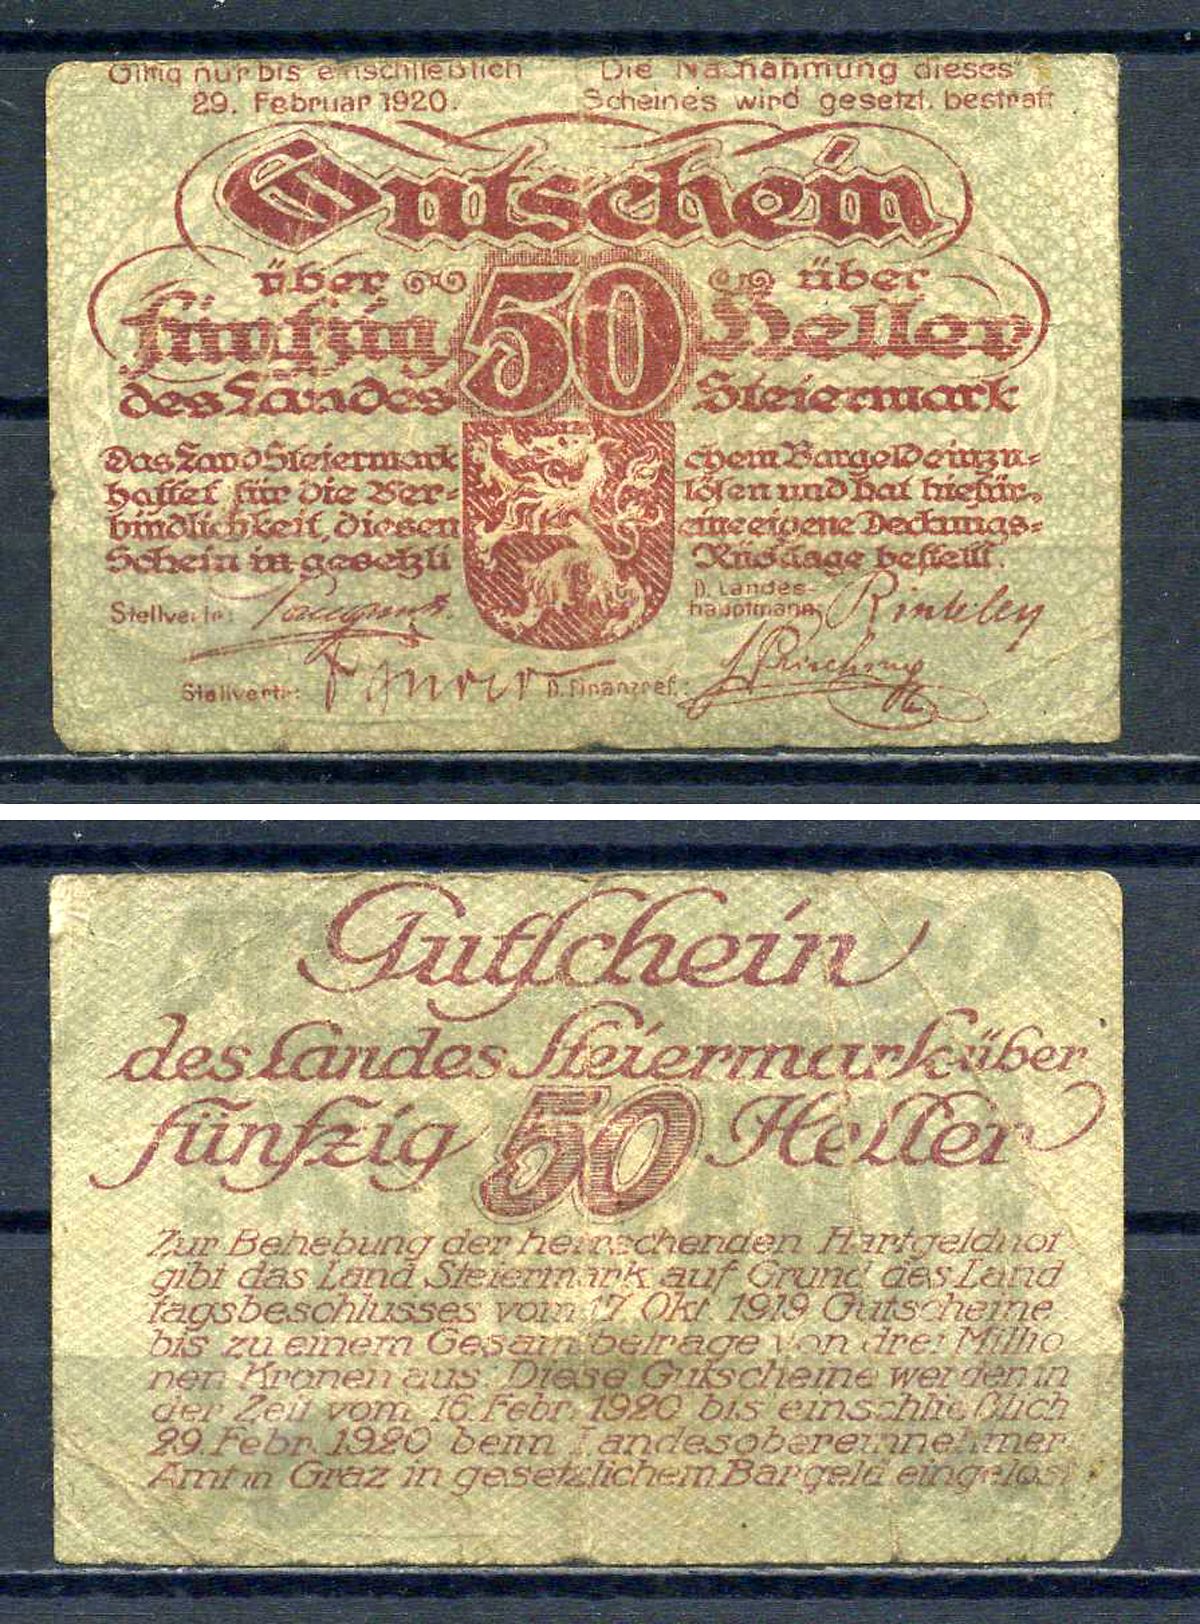 Giltig nur bis einschließlich
29. Februar 1920.
Die Nachahmung dieses
Scheines wird gesetzl. bestraft
Gutschein
über 50 über
fünfzig Heller
des Landes Steiermark
Das Land Steiermark
haftet für die Ver-
bindlichkeit, diesen
Schein in gesetzli
chem Bargeld einzu-
lösen und hat hiefür
eine eigene Deckungs-
Rücklage bestellt.
Stellvertr:
D. Landes-
hauptmann: Rintelen
Stellvertr:
D. Finanzref.:
Gutschein
des Landes Steiermark über
fünfzig 50 Heller
Zur Behebung der herrschenden Hartgeldnot
gibt das Land Steiermark auf Grund des Land
tagsbeschlusses vom 17. Okt. 1919 Gutscheine
bis zu einem Gesamtbetrage von drei Millio
nen Kronen aus. Diese Gutscheine werden in
der Zeit vom 16. Febr. 1920 bis einschließlich
29. Febr. 1920 beim Landesobereinnehmer
Amt in Graz in gesetzlichem Bargeld eingelöst